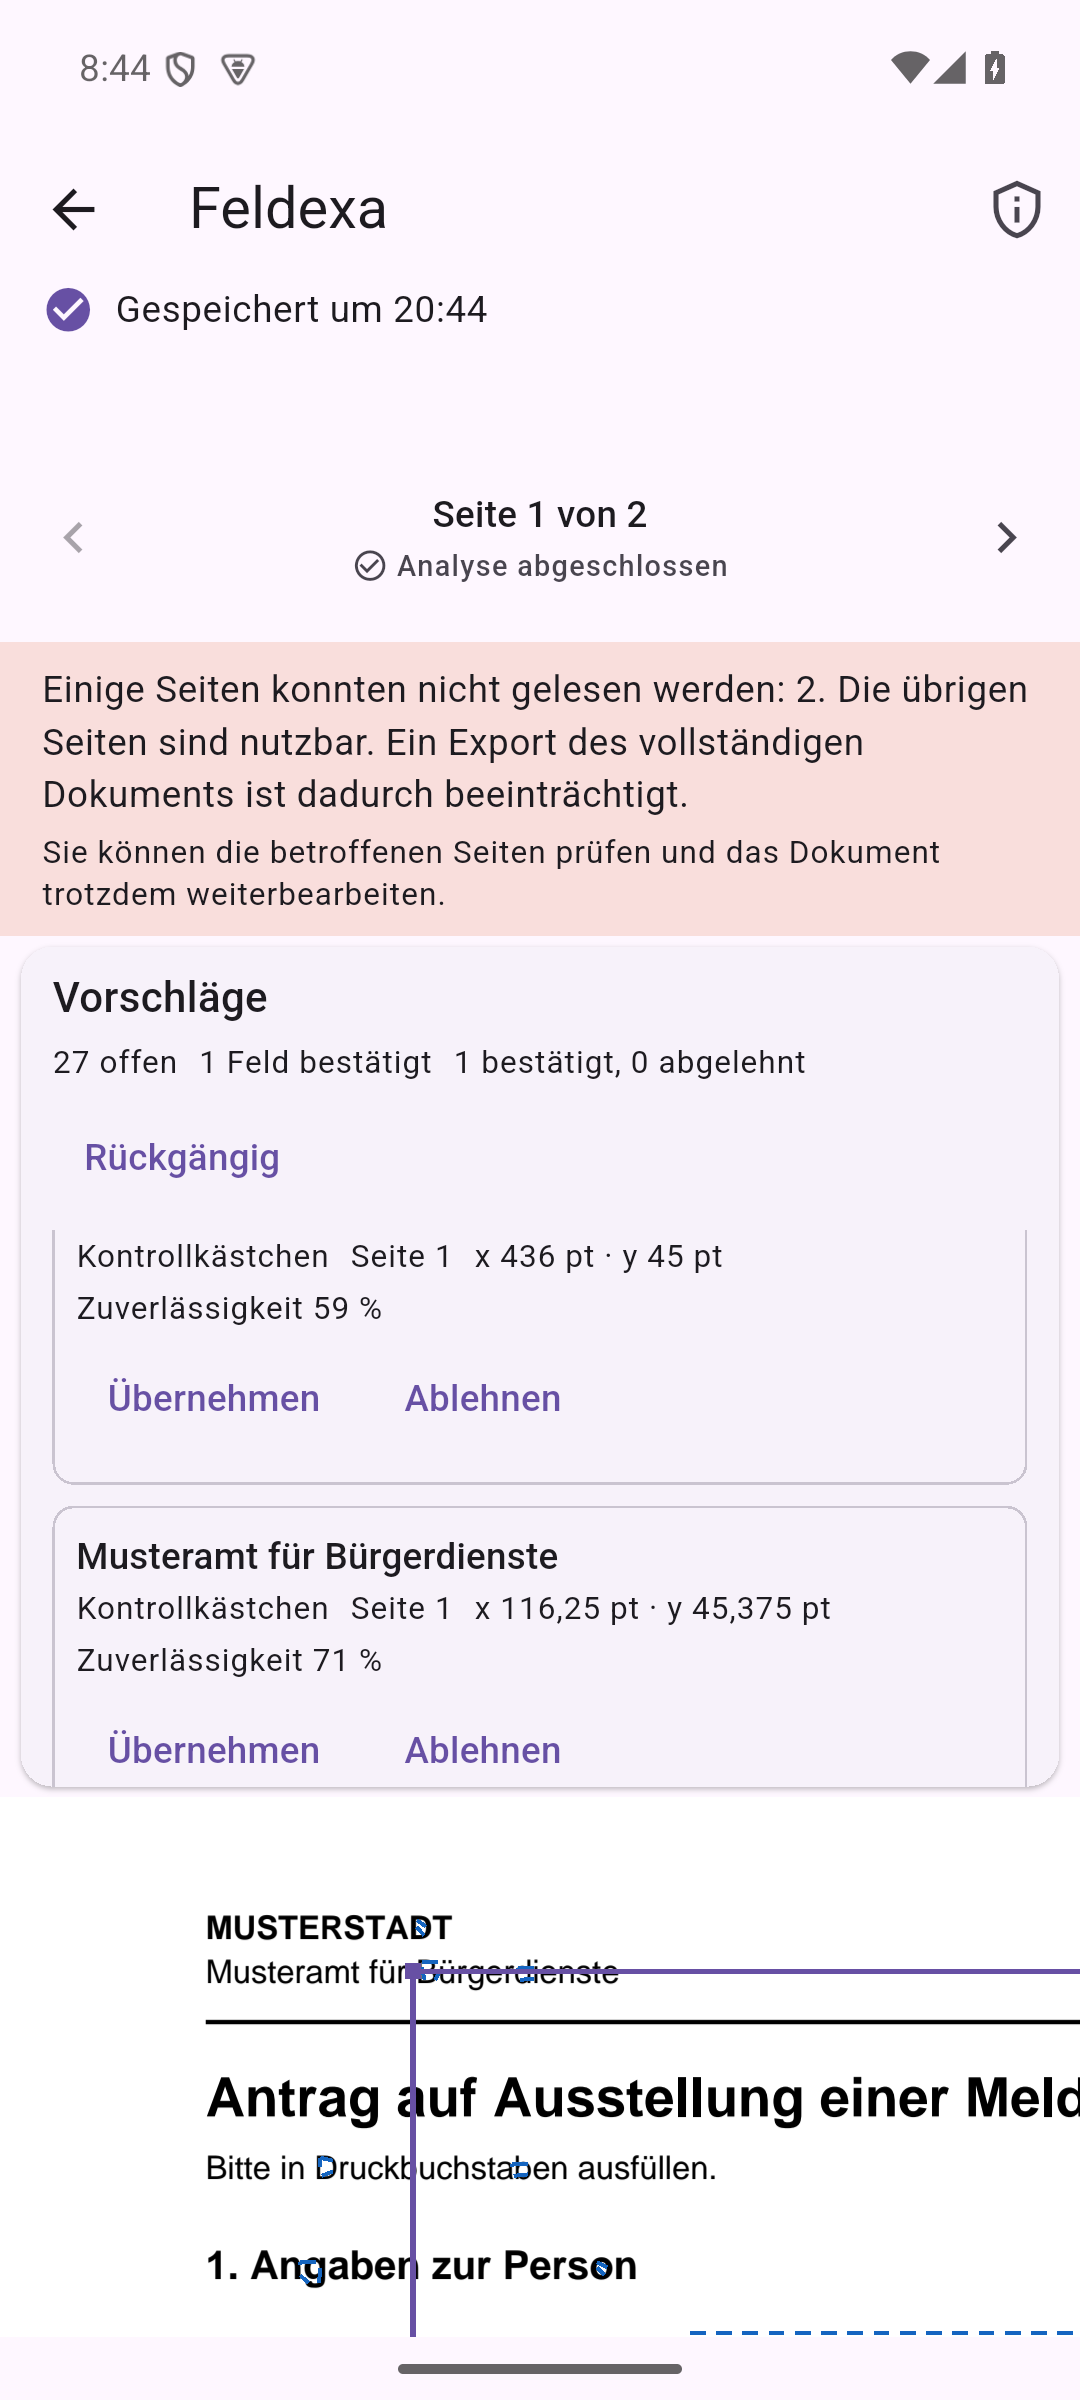 8:44
Feldexa
Gespeichert um 20:44
Seite 1 von 2
Analyse abgeschlossen
Einige Seiten konnten nicht gelesen werden: 2. Die übrigen
Seiten sind nutzbar. Ein Export des vollständigen
Dokuments ist dadurch beeinträchtigt.
Sie können die betroffenen Seiten prüfen und das Dokument
trotzdem weiterbearbeiten.
Vorschläge
27 offen 1 Feld bestätigt 1 bestätigt, 0 abgelehnt
Rückgängig
Kontrollkästchen Seite 1 x 436 pt · y 45 pt
Zuverlässigkeit 59 %
Übernehmen Ablehnen
Musteramt für Bürgerdienste
Kontrollkästchen Seite 1 x 116,25 pt · y 45,375 pt
Zuverlässigkeit 71 %
Übernehmen Ablehnen
MUSTERSTADT
Musteramt für Bürgerdienste
Antrag auf Ausstellung einer Meld
Bitte in Druckbuchstaben ausfüllen.
1. Angaben zur Person